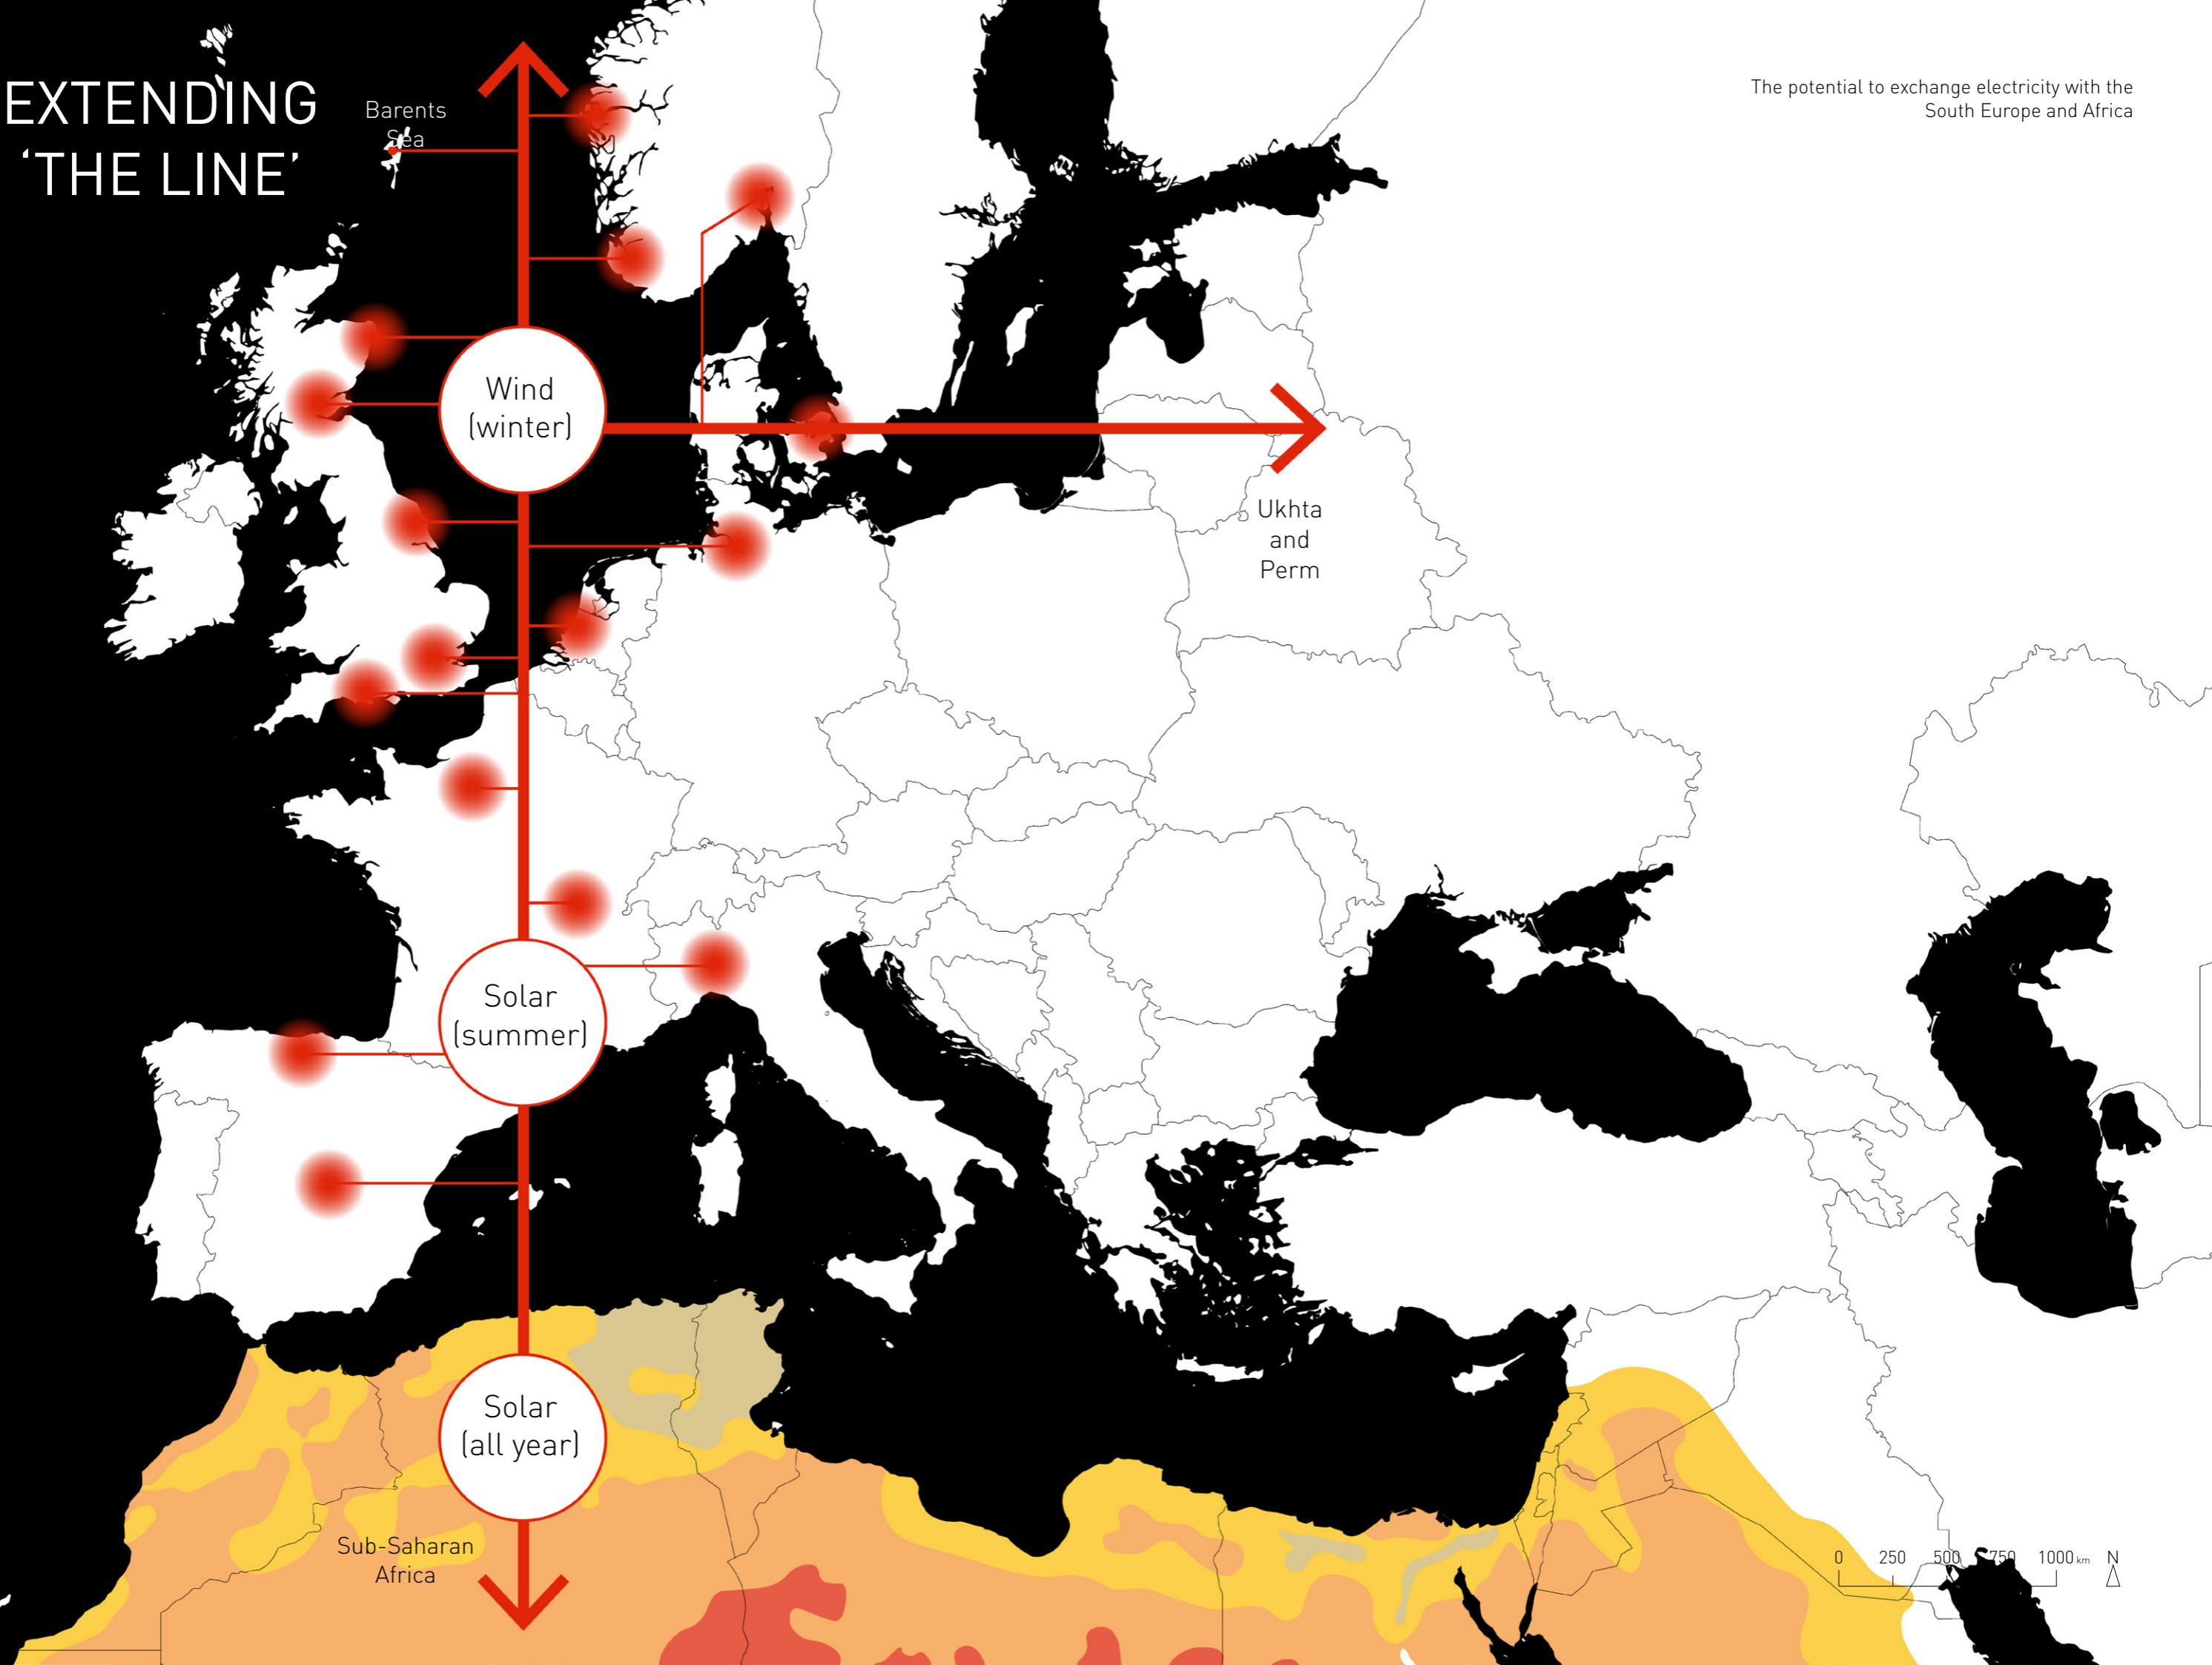 EXTENDING
‘THE LINE’
Barents
Sea
The potential to exchange electricity with the
South Europe and Africa
Wind
(winter)
Ukhta
and
Perm
Solar
(summer)
Solar
(all year)
Sub-Saharan
Africa
0 250 500 750 1000 km N